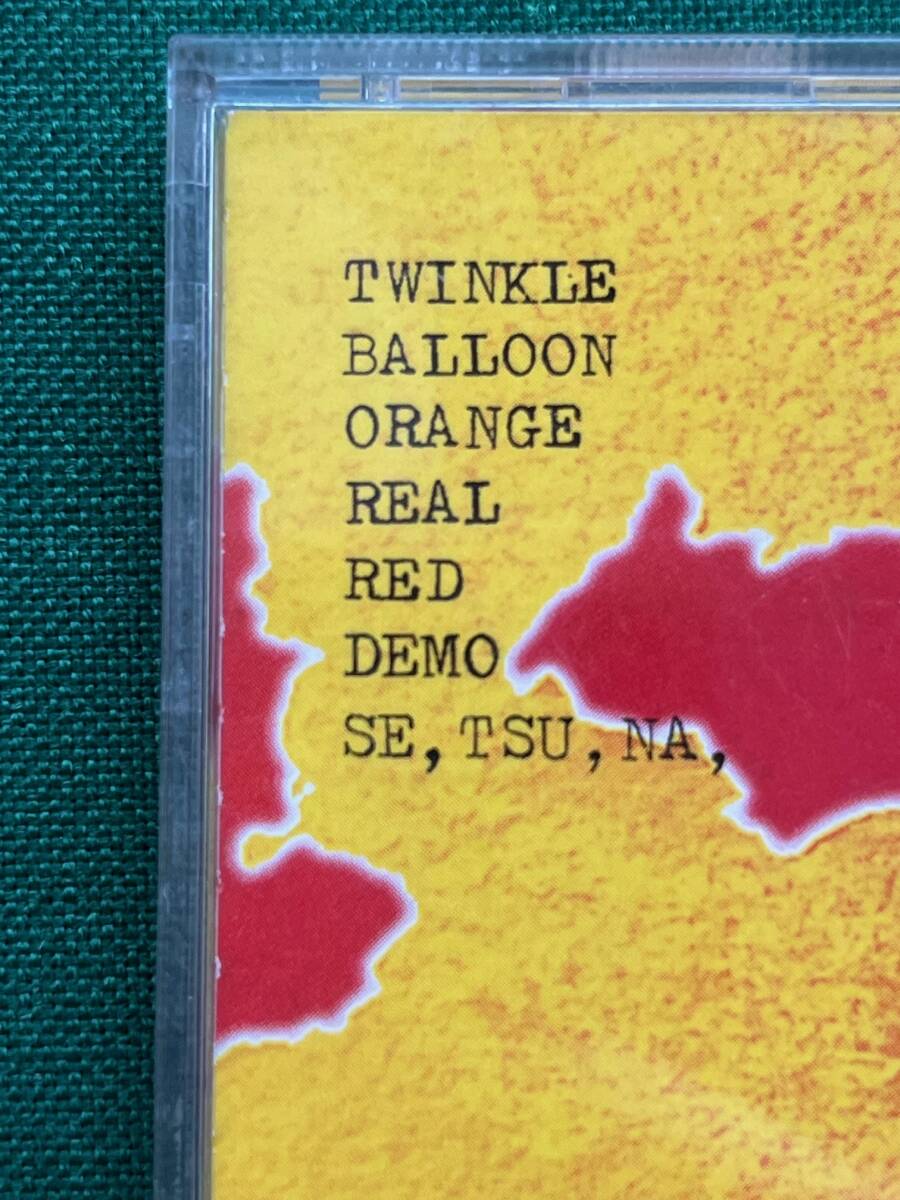 TWINKLE
BALLOON
ORANGE
REAL
RED
DEMO
SE,TSU,NA,